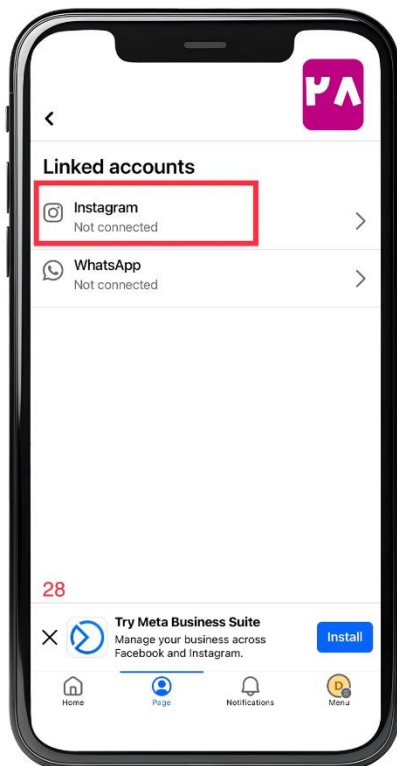 ۲۸
Linked accounts
Instagram
Not connected
WhatsApp
Not connected
28
Try Meta Business Suite
Manage your business across
Facebook and Instagram.
Install
D
Home
Page
Notifications
Menu